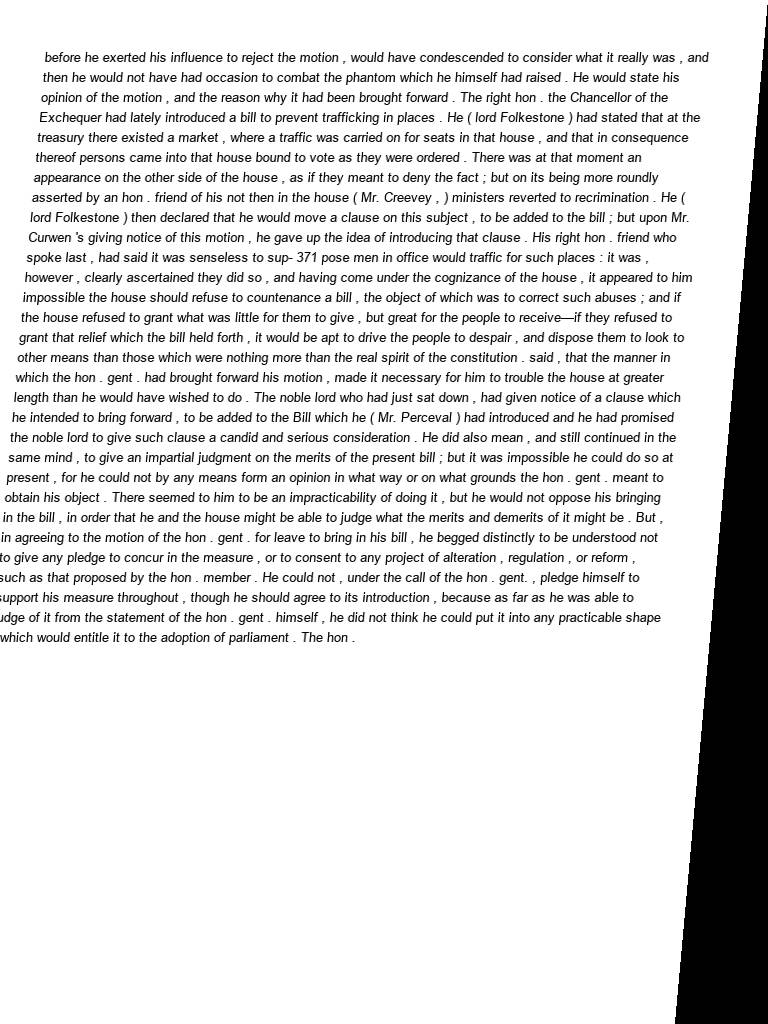 before he exerted his influence to reject the motion , would have condescended to consider what it really was , and
then he would not have had occasion to combat the phantom which he himself had raised . He would state his
opinion of the motion , and the reason why it had been brought forward . The right hon . the Chancellor of the
Exchequer had lately introduced a bill to prevent trafficking in places . He ( lord Folkestone ) had stated that at the
treasury there existed a market , where a traffic was carried on for seats in that house , and that in consequence
thereof persons came into that house bound to vote as they were ordered . There was at that moment an
appearance on the other side of the house , as if they meant to deny the fact ; but on its being more roundly
asserted by an hon . friend of his not then in the house ( Mr. Creevey , ) ministers reverted to recrimination . He (
lord Folkestone ) then declared that he would move a clause on this subject , to be added to the bill ; but upon Mr.
Curwen 's giving notice of this motion , he gave up the idea of introducing that clause . His right hon . friend who
spoke last , had said it was senseless to sup- 371 pose men in office would traffic for such places : it was ,
however , clearly ascertained they did so , and having come under the cognizance of the house , it appeared to him
impossible the house should refuse to countenance a bill , the object of which was to correct such abuses ; and if
the house refused to grant what was little for them to give , but great for the people to receive—if they refused to
grant that relief which the bill held forth , it would be apt to drive the people to despair , and dispose them to look to
other means than those which were nothing more than the real spirit of the constitution . said , that the manner in
which the hon . gent . had brought forward his motion , made it necessary for him to trouble the house at greater
length than he would have wished to do . The noble lord who had just sat down , had given notice of a clause which
he intended to bring forward , to be added to the Bill which he ( Mr. Perceval ) had introduced and he had promised
the noble lord to give such clause a candid and serious consideration . He did also mean , and still continued in the
same mind , to give an impartial judgment on the merits of the present bill ; but it was impossible he could do so at
present , for he could not by any means form an opinion in what way or on what grounds the hon . gent . meant to
obtain his object . There seemed to him to be an impracticability of doing it , but he would not oppose his bringing
in the bill , in order that he and the house might be able to judge what the merits and demerits of it might be . But ,
in agreeing to the motion of the hon . gent . for leave to bring in his bill , he begged distinctly to be understood not
to give any pledge to concur in the measure , or to consent to any project of alteration , regulation , or reform ,
such as that proposed by the hon . member . He could not , under the call of the hon . gent. , pledge himself to
support his measure throughout , though he should agree to its introduction , because as far as he was able to
udge of it from the statement of the hon . gent . himself , he did not think he could put it into any practicable shape
which would entitle it to the adoption of parliament . The hon .